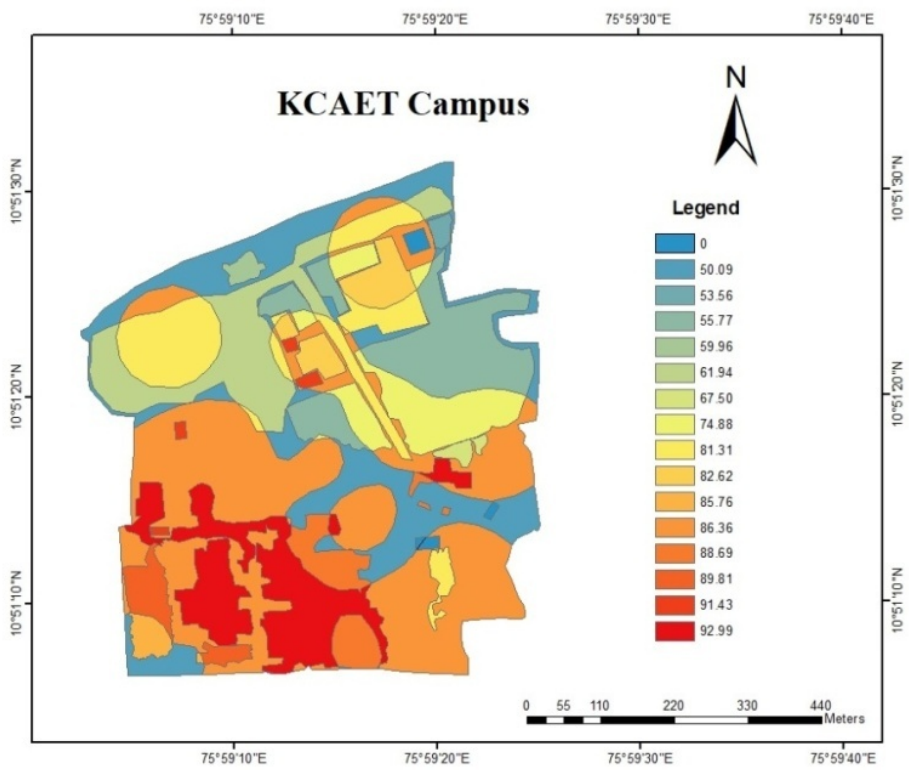 75°59'10"E 75°59'20"E 75°59'30"E 75°59'40"E
KCAET Campus
N
10°51'30"N 10°51'30"N
Legend
0
50.09
53.56
55.77
59.96
61.94
67.50
74.88
81.31
82.62
85.76
86.36
88.69
89.81
91.43
92.99
10°51'20"N 10°51'20"N
10°51'10"N 10°51'10"N
0 55 110 220 330 440
Meters
75°59'10"E 75°59'20"E 75°59'30"E 75°59'40"E